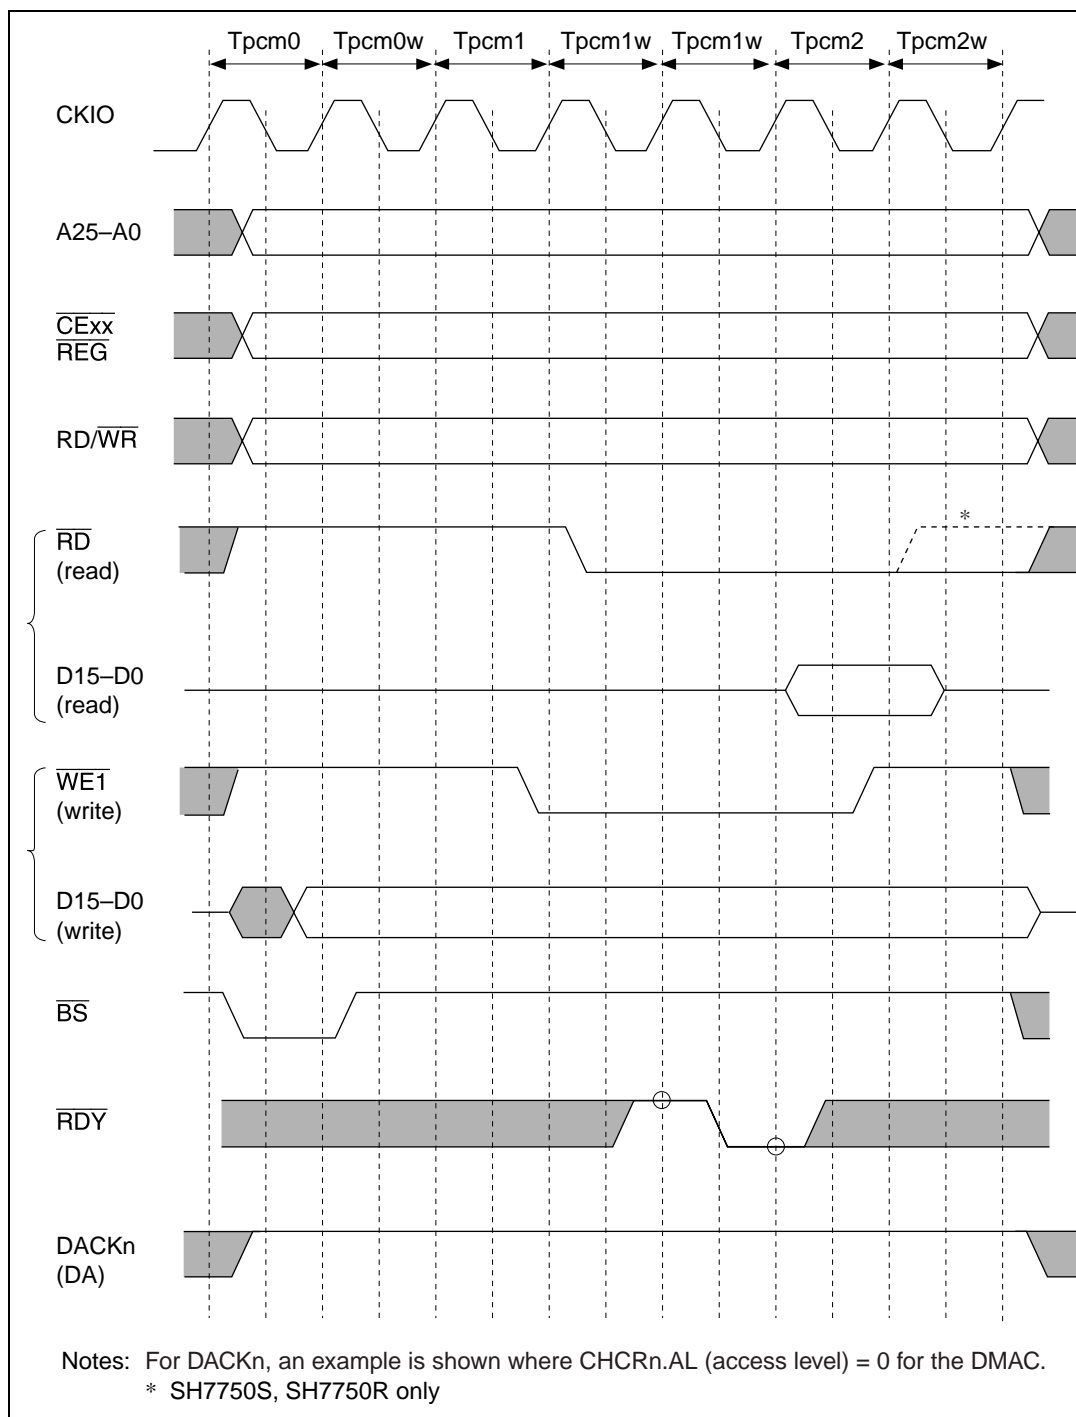 Tpcm0 Tpcm0w Tpcm1 Tpcm1w Tpcm1w Tpcm2 Tpcm2w
CKIO
A25–A0
CExx
REG
RD/WR
*
RD
(read)
D15–D0
(read)
WE1
(write)
D15–D0
(write)
BS
RDY
DACKn
(DA)
Notes: For DACKn, an example is shown where CHCRn.AL (access level) = 0 for the DMAC.
* SH7750S, SH7750R only